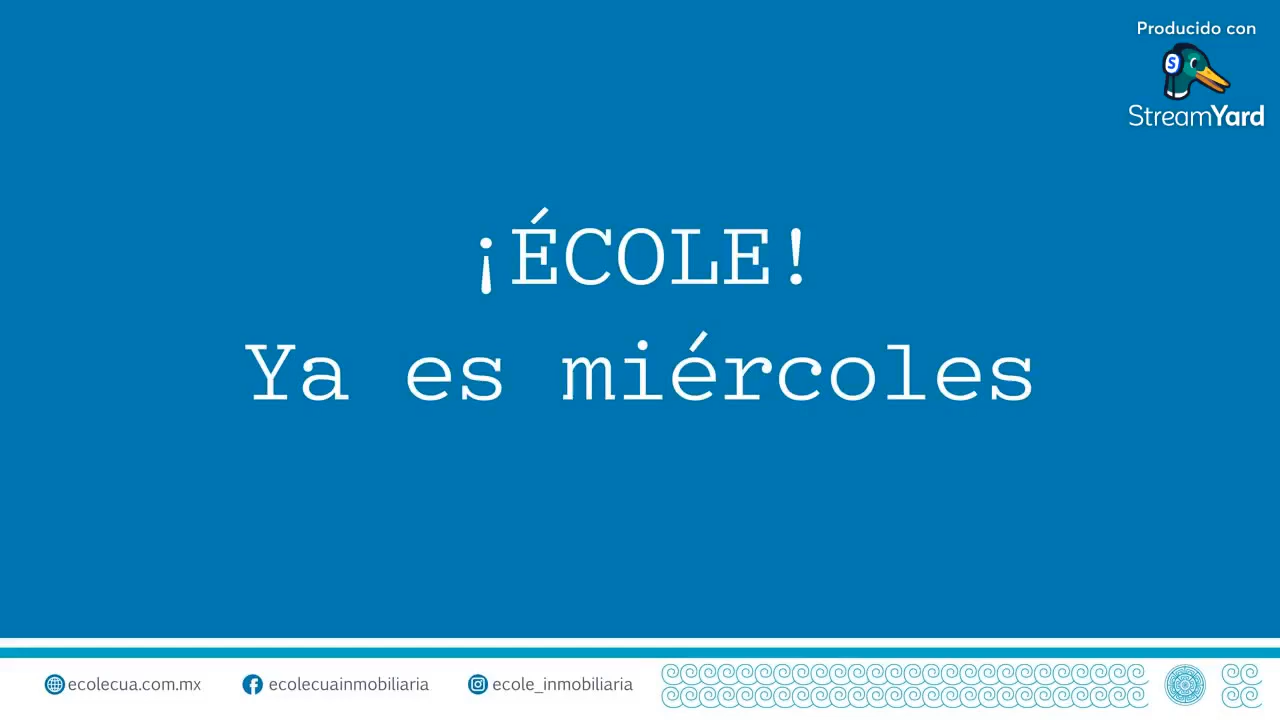 Producido con
S
StreamYard
¡ÉCOLE!
Ya es miércoles
ecolecua.com.mx
ecolecuainmobiliaria
ecole_inmobiliaria